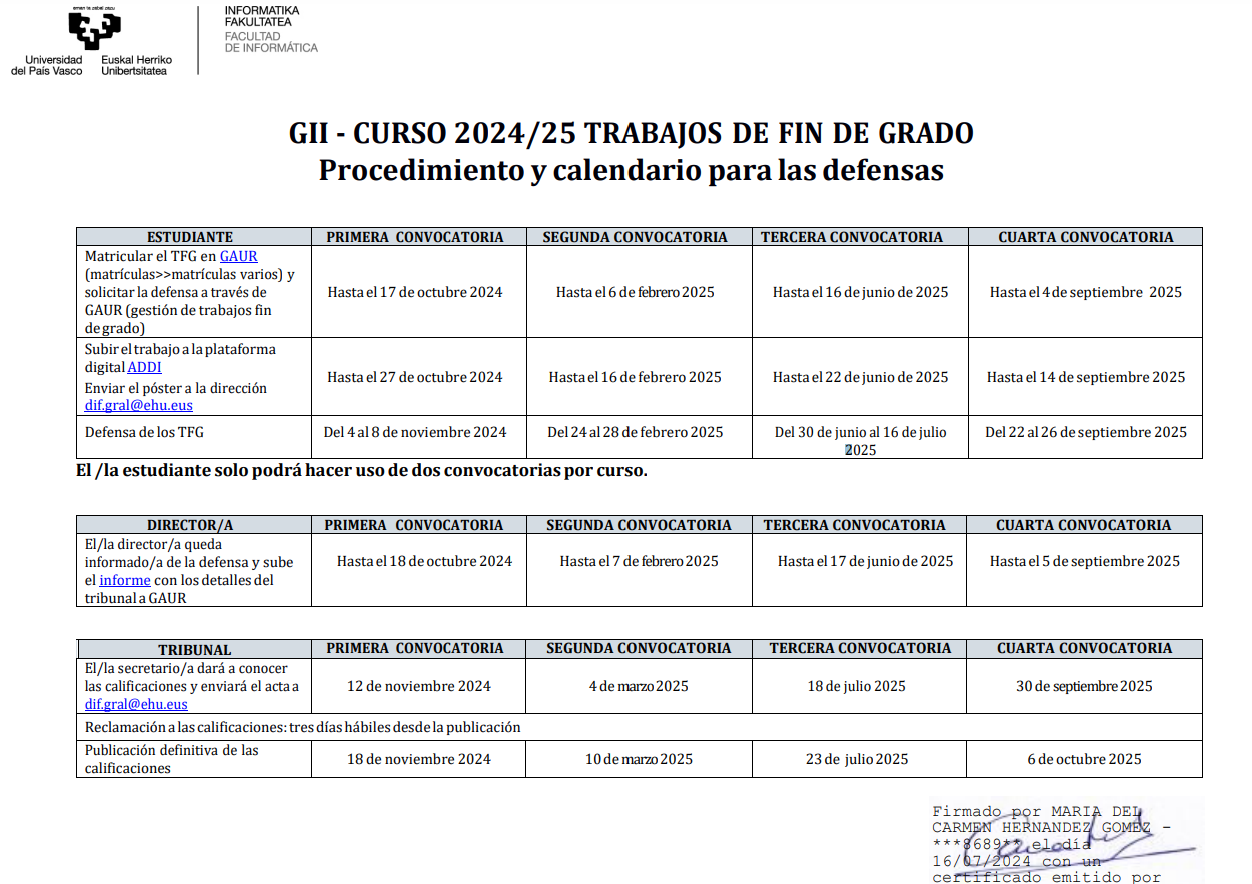 eman ta zabal zazu
Universidad
del País Vasco
Euskal Herriko
Unibertsitatea
INFORMATIKA
FAKULTATEA
FACULTAD
DE INFORMÁTICA
GII - CURSO 2024/25 TRABAJOS DE FIN DE GRADO
Procedimiento y calendario para las defensas
ESTUDIANTE PRIMERA CONVOCATORIA SEGUNDA CONVOCATORIA TERCERA CONVOCATORIA CUARTA CONVOCATORIA
Matricular el TFG en GAUR
(matrículas>>matrículas varios) y
solicitar la defensa a través de
GAUR (gestión de trabajos fin
de grado)
Hasta el 17 de octubre 2024
Hasta el 6 de febrero 2025
Hasta el 16 de junio de 2025
Hasta el 4 de septiembre 2025
Subir el trabajo a la plataforma
digital ADDI
Enviar el póster a la dirección
dif.gral@ehu.eus
Hasta el 27 de octubre 2024
Hasta el 16 de febrero 2025
Hasta el 22 de junio de 2025
Hasta el 14 de septiembre 2025
Defensa de los TFG
Del 4 al 8 de noviembre 2024
Del 24 al 28 de febrero 2025
Del 30 de junio al 16 de julio
2025
Del 22 al 26 de septiembre 2025
El /la estudiante solo podrá hacer uso de dos convocatorias por curso.
DIRECTOR/A PRIMERA CONVOCATORIA SEGUNDA CONVOCATORIA TERCERA CONVOCATORIA CUARTA CONVOCATORIA
El/la director/a queda
informado/a de la defensa y sube
el informe con los detalles del
tribunal a GAUR
Hasta el 18 de octubre 2024
Hasta el 7 de febrero 2025
Hasta el 17 de junio de 2025
Hasta el 5 de septiembre 2025
TRIBUNAL PRIMERA CONVOCATORIA SEGUNDA CONVOCATORIA TERCERA CONVOCATORIA CUARTA CONVOCATORIA
El/la secretario/a dará a conocer
las calificaciones y enviará el acta a
dif.gral@ehu.eus
12 de noviembre 2024
4 de marzo 2025
18 de julio 2025
30 de septiembre 2025
Reclamación a las calificaciones: tres días hábiles desde la publicación
Publicación definitiva de las
calificaciones
18 de noviembre 2024
10 de marzo 2025
23 de julio 2025
6 de octubre 2025
Firmado por MARIA DEL
CARMEN HERNANDEZ GOMEZ -
***8689** el día
16/07/2024 con un
certificado emitido por